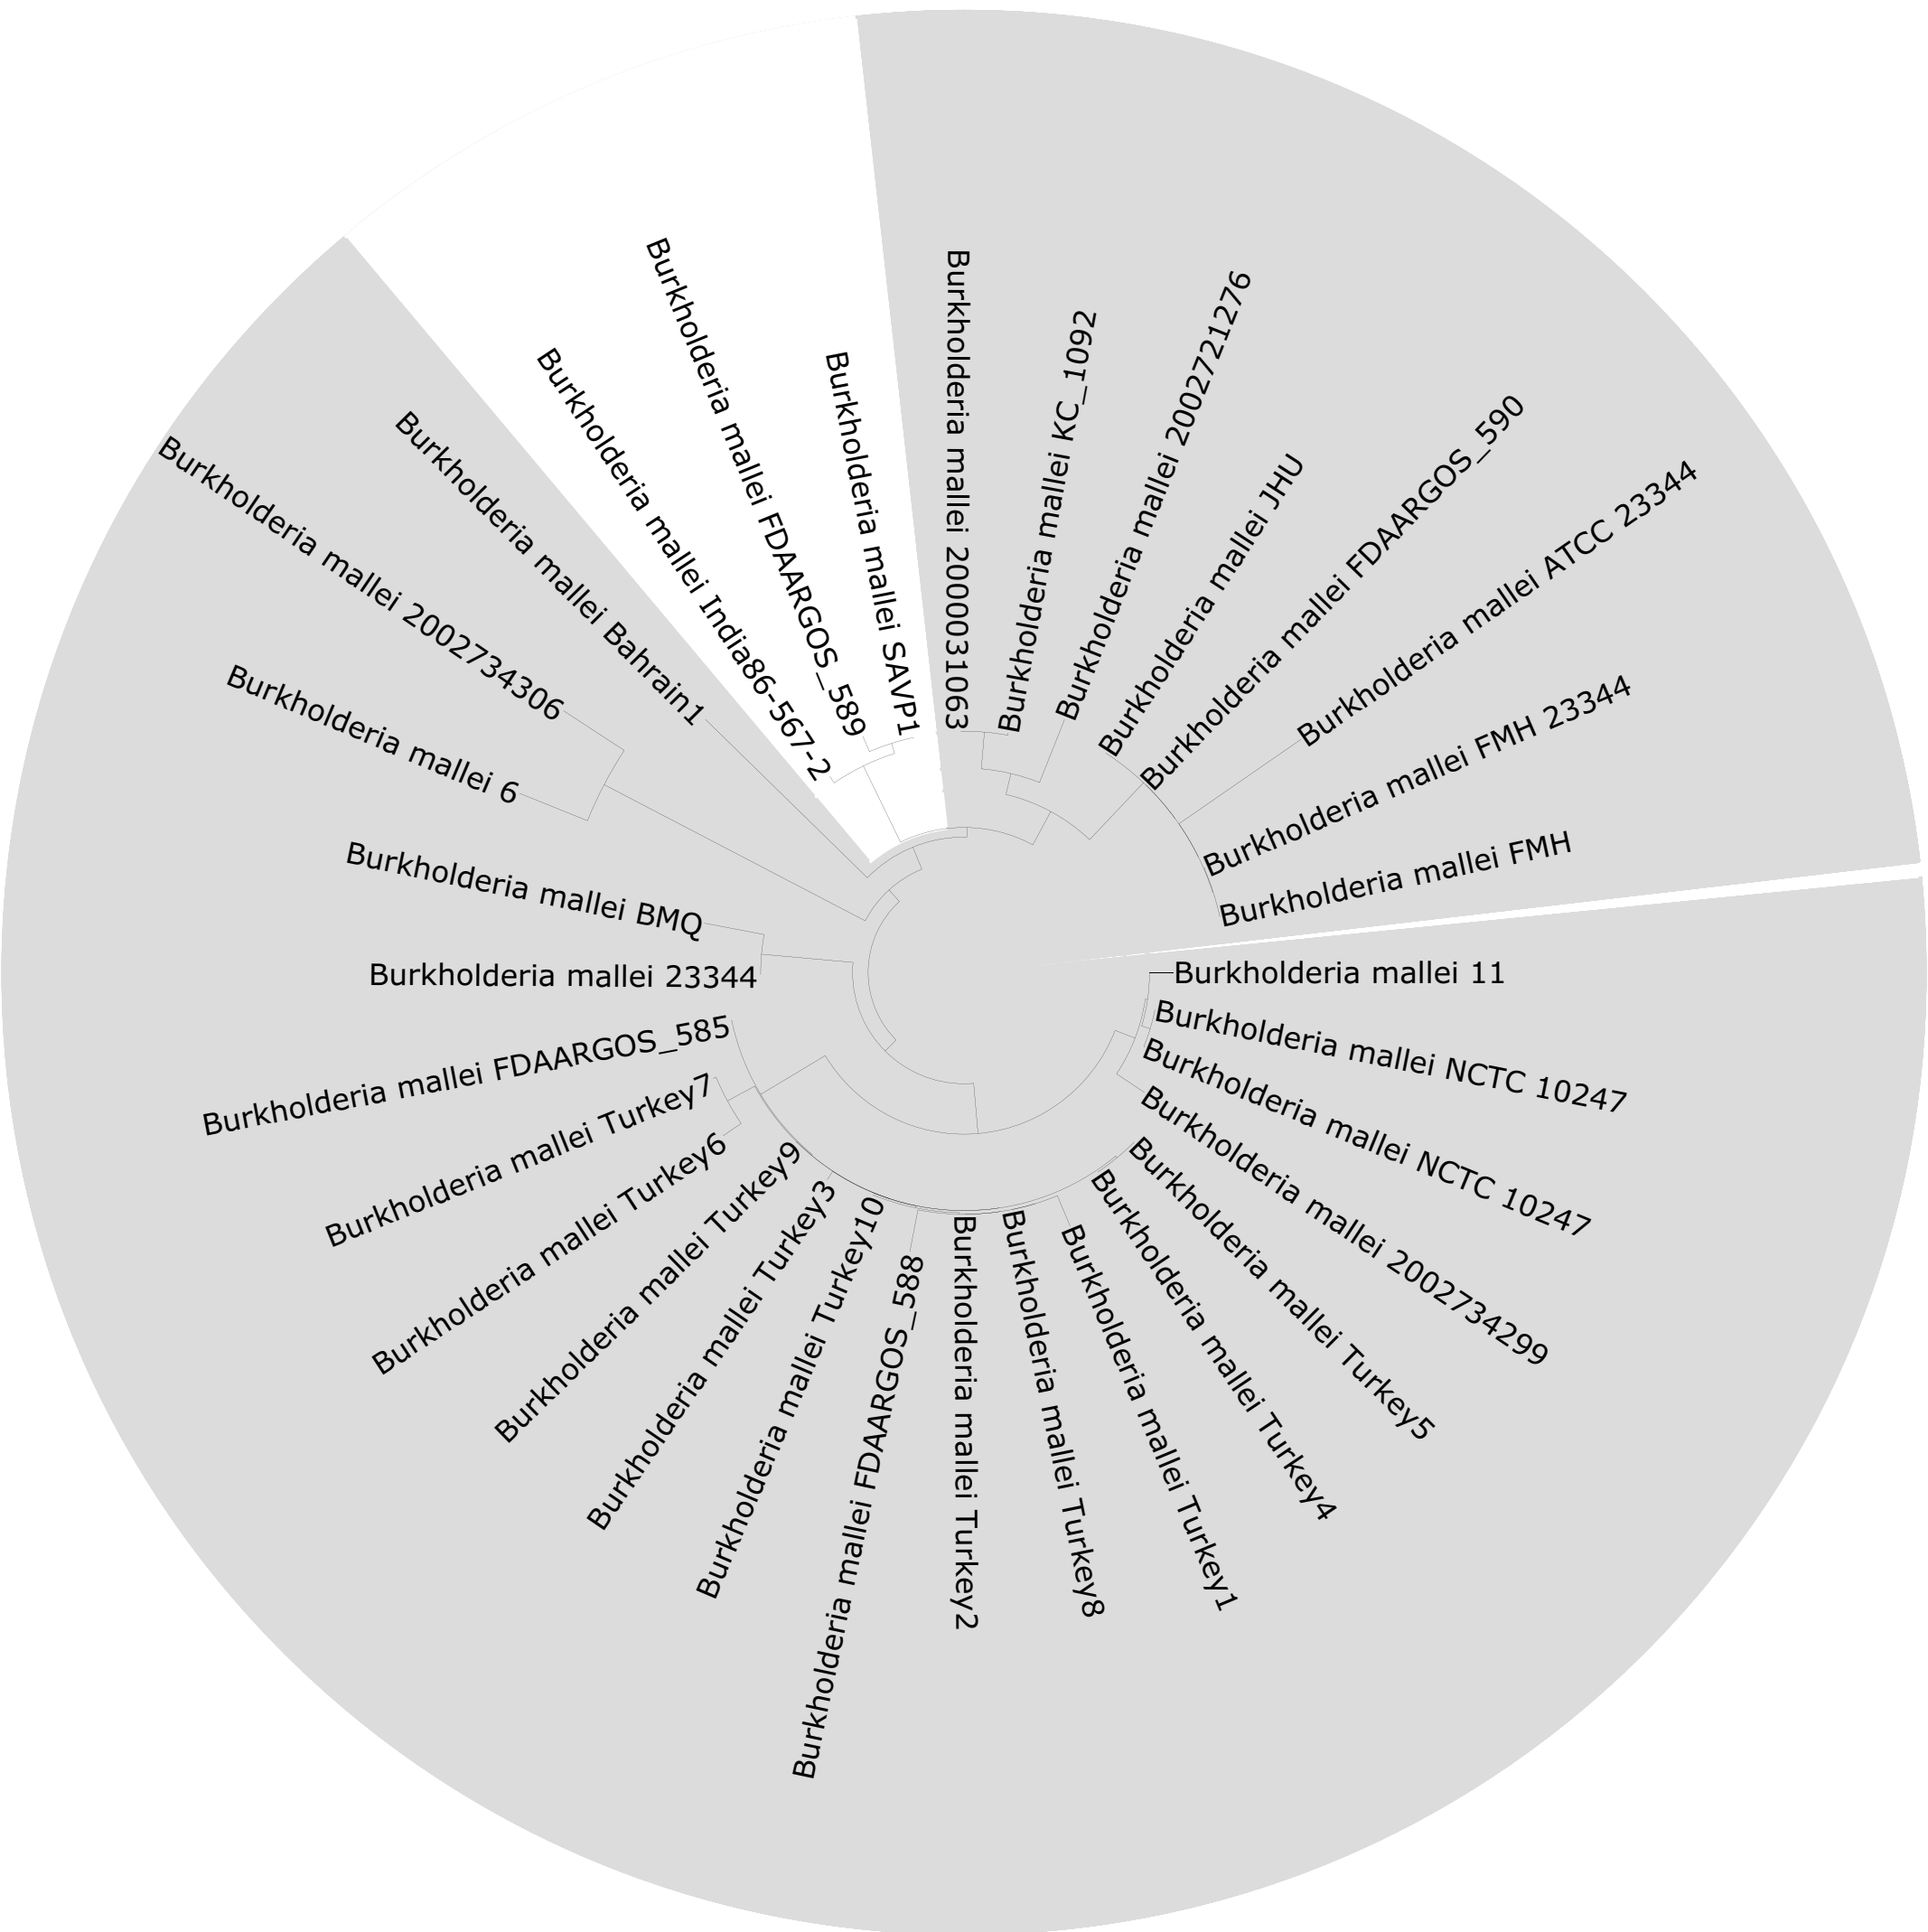 Burkholderia mallei 2000031063
Burkholderia mallei KC_1092
Burkholderia mallei 2002721276
Burkholderia mallei JHU
Burkholderia mallei FDAARGOS_590
Burkholderia mallei ATCC 23344
Burkholderia mallei FMH 23344
Burkholderia mallei FMH
Burkholderia mallei 11
Burkholderia mallei NCTC 10247
Burkholderia mallei NCTC 10247
Burkholderia mallei 2002734299
Burkholderia mallei Turkey5
Burkholderia mallei Turkey4
Burkholderia mallei Turkey1
Burkholderia mallei Turkey8
Burkholderia mallei Turkey2
Burkholderia mallei FDAARGOS_588
Burkholderia mallei Turkey10
Burkholderia mallei Turkey3
Burkholderia mallei Turkey9
Burkholderia mallei Turkey6
Burkholderia mallei Turkey7
Burkholderia mallei FDAARGOS_585
Burkholderia mallei 23344
Burkholderia mallei BMQ
Burkholderia mallei 6
Burkholderia mallei 2002734306
Burkholderia mallei Bahrain1
Burkholderia mallei India86-567-2
Burkholderia mallei FDAARGOS_589
Burkholderia mallei SAVP1